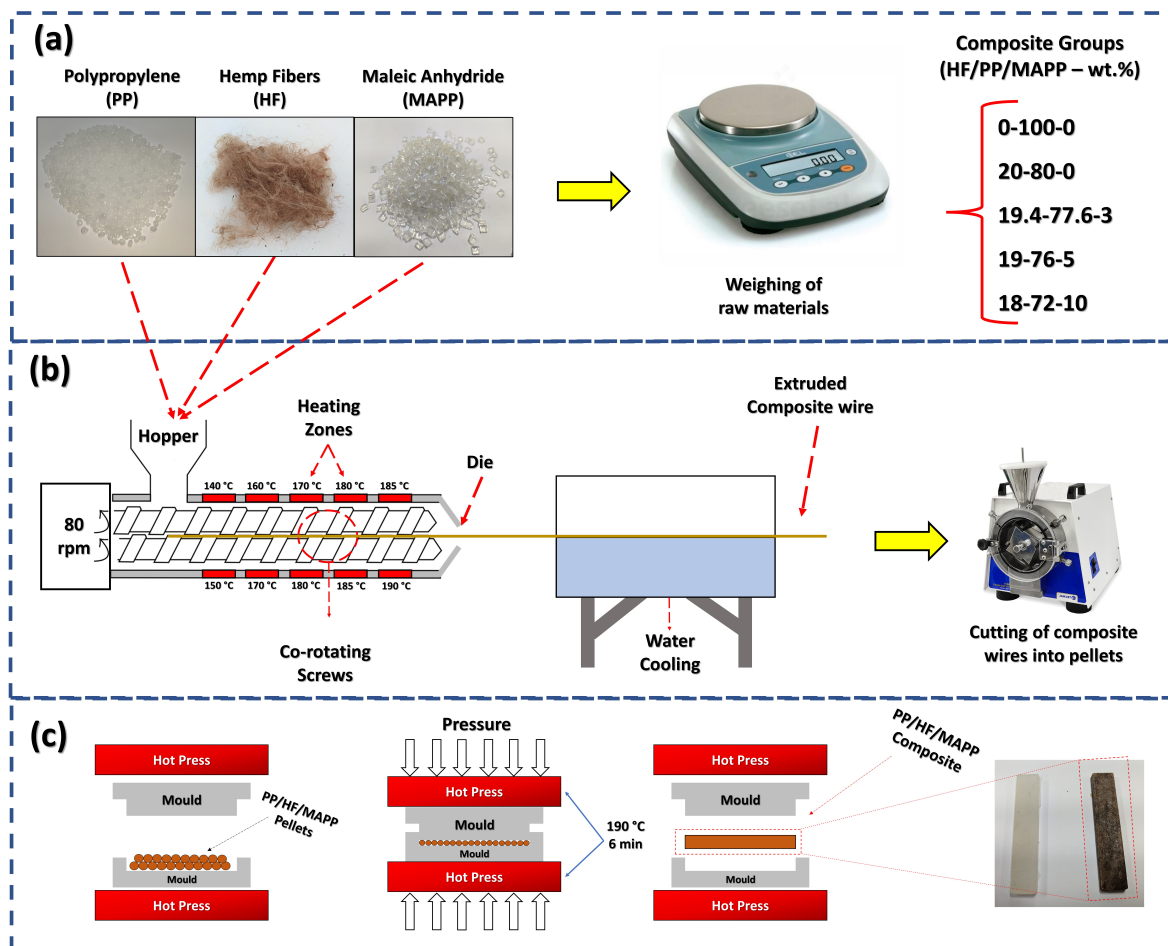 (a)
Polypropylene
(PP)
Hemp Fibers
(HF)
Maleic Anhydride
(MAPP)
0.00
Weighing of
raw materials
Composite Groups
(HF/PP/MAPP – wt.%)
0-100-0
20-80-0
19.4-77.6-3
19-76-5
18-72-10
(b)
Hopper
Heating
Zones
Die
Extruded
Composite wire
140 °C 160 °C 170 °C 180 °C 185 °C
80
rpm
150 °C 170 °C 180 °C 185 °C 190 °C
Co-rotating
Screws
Water
Cooling
Cutting of composite
wires into pellets
(c)
Hot Press
Mould
PP/HF/MAPP
Pellets
Mould
Hot Press
Pressure
Hot Press
Mould
Mould
Hot Press
190 °C
6 min
Hot Press
Mould
PP/HF/MAPP
Composite
Mould
Hot Press